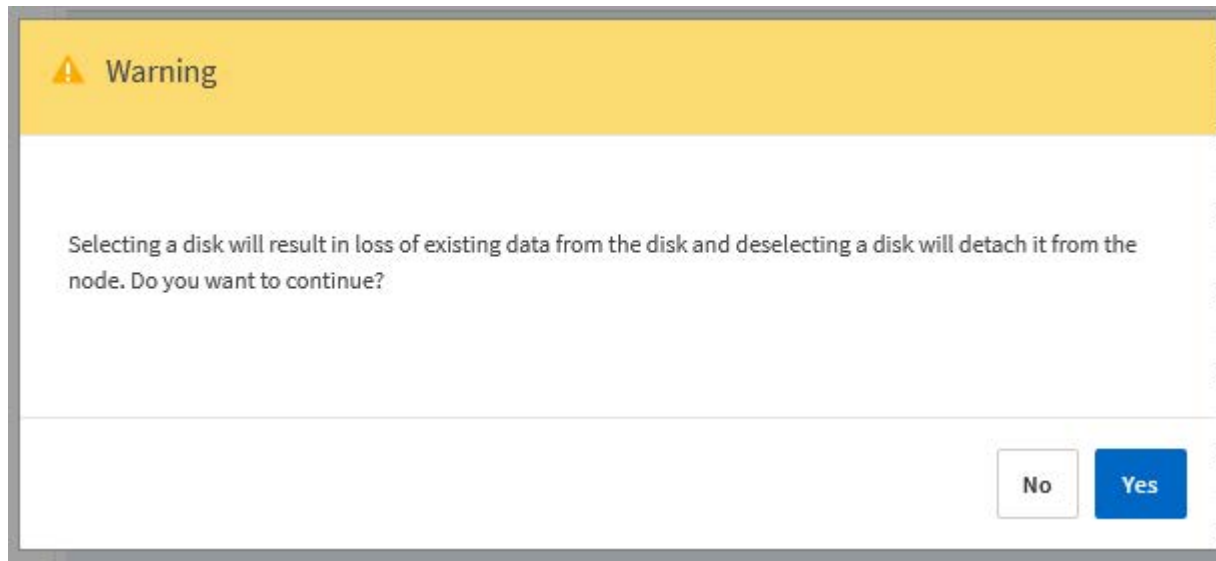 Warning
Selecting a disk will result in loss of existing data from the disk and deselecting a disk will detach it from the
node. Do you want to continue?
No
Yes